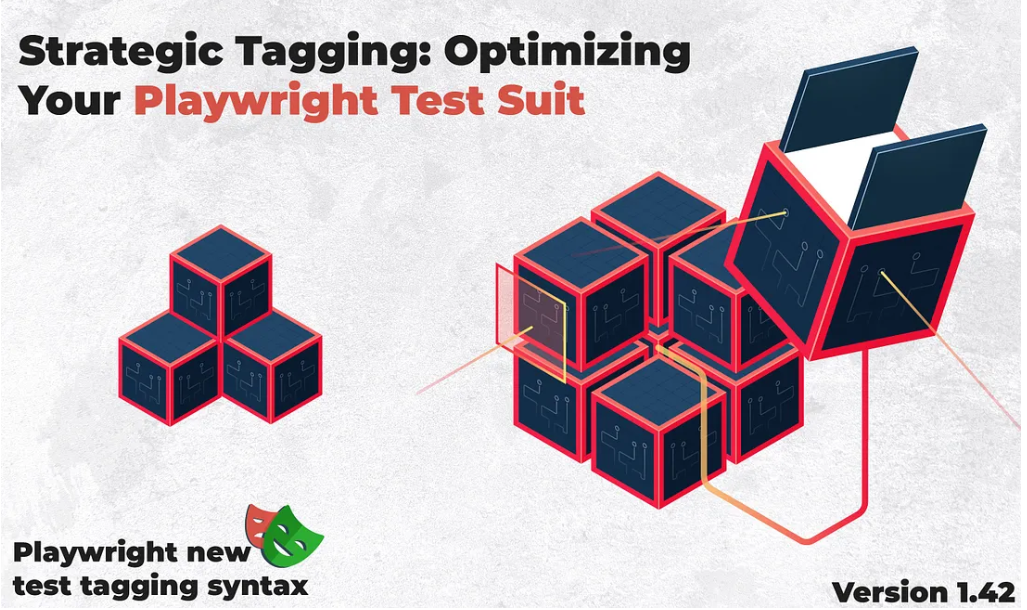 Strategic Tagging: Optimizing
Your Playwright Test Suit
Playwright new
test tagging syntax
Version 1.42